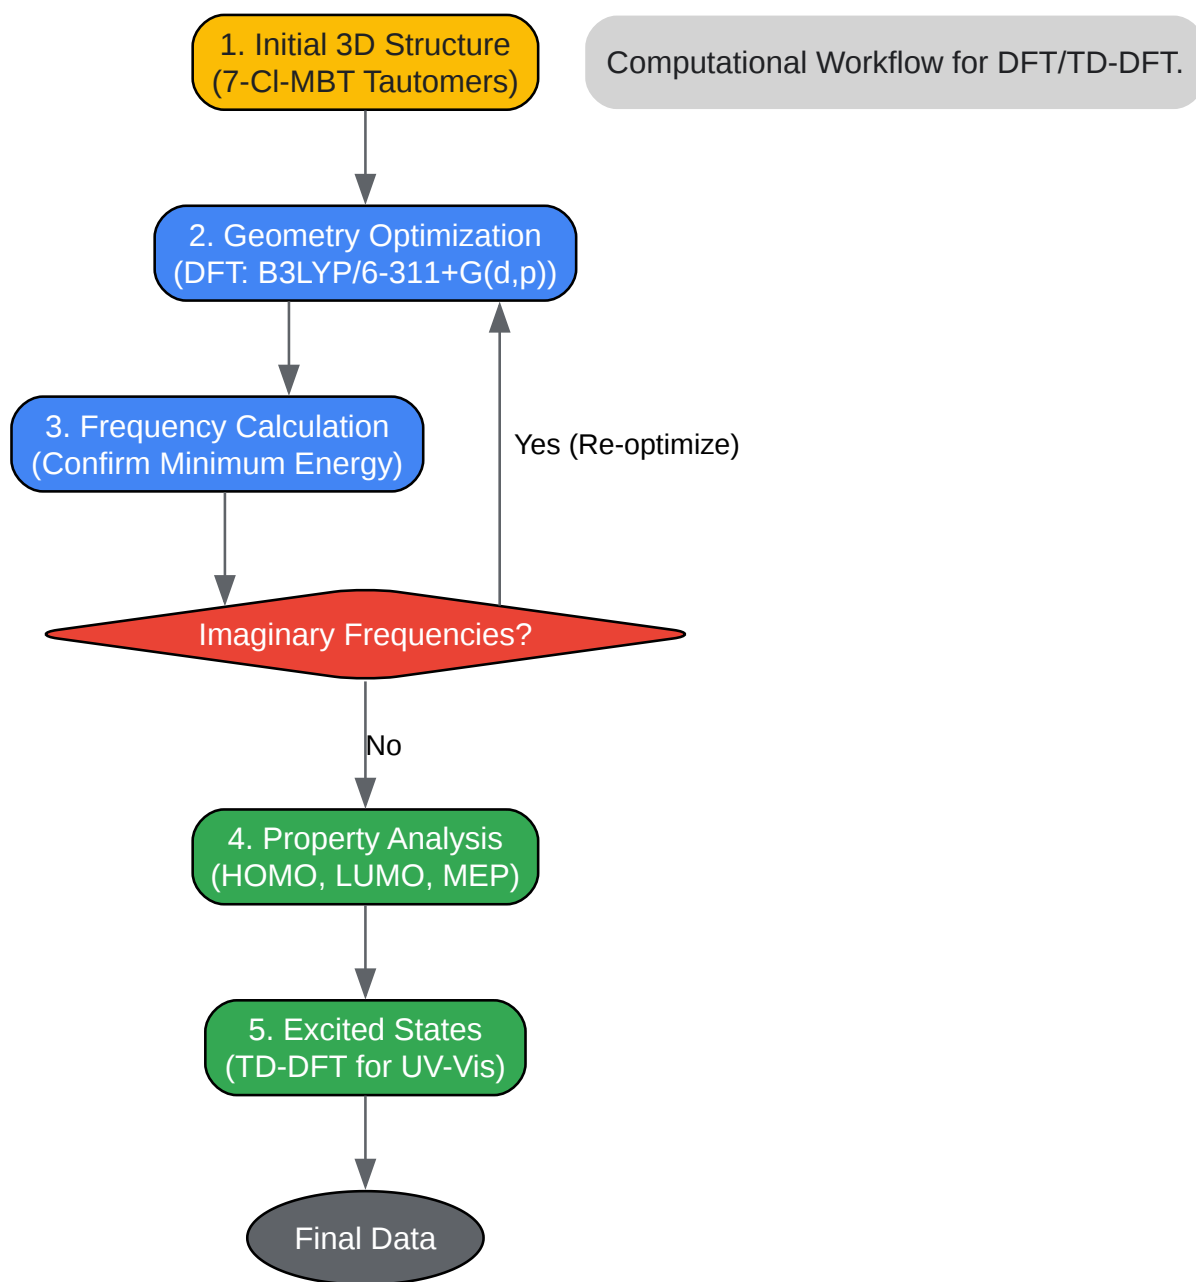 1. Initial 3D Structure
(7-Cl-MBT Tautomers)
Computational Workflow for DFT/TD-DFT.
2. Geometry Optimization
(DFT: B3LYP/6-311+G(d,p))
3. Frequency Calculation
(Confirm Minimum Energy)
Yes (Re-optimize)
Imaginary Frequencies?
No
4. Property Analysis
(HOMO, LUMO, MEP)
5. Excited States
(TD-DFT for UV-Vis)
Final Data